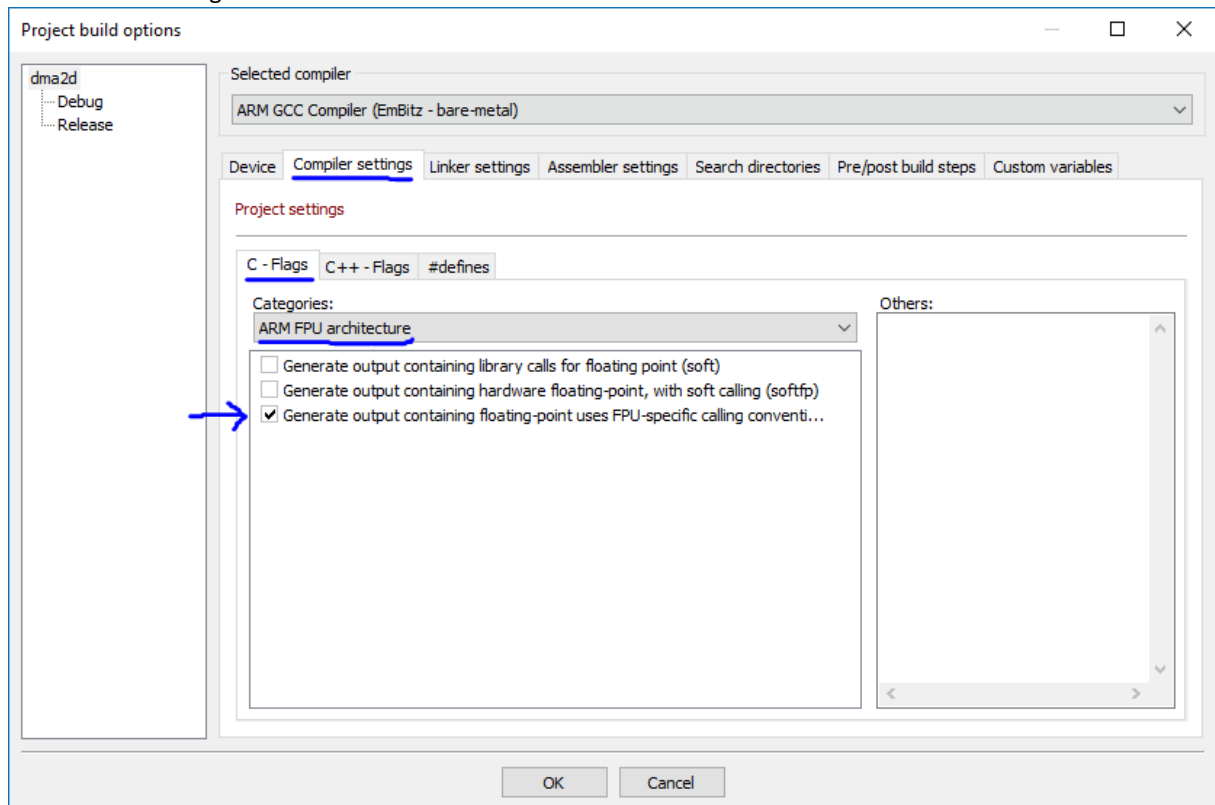 Project build options
dma2d
Debug
Release
Selected compiler
ARM GCC Compiler (EmBitz - bare-metal)
Device Compiler settings Linker settings Assembler settings Search directories Pre/post build steps Custom variables
Project settings
C - Flags C++ - Flags #defines
Categories:
Others:
ARM FPU architecture
Generate output containing library calls for floating point (soft)
Generate output containing hardware floating-point, with soft calling (softfp)
Generate output containing floating-point uses FPU-specific calling conventi...
OK Cancel